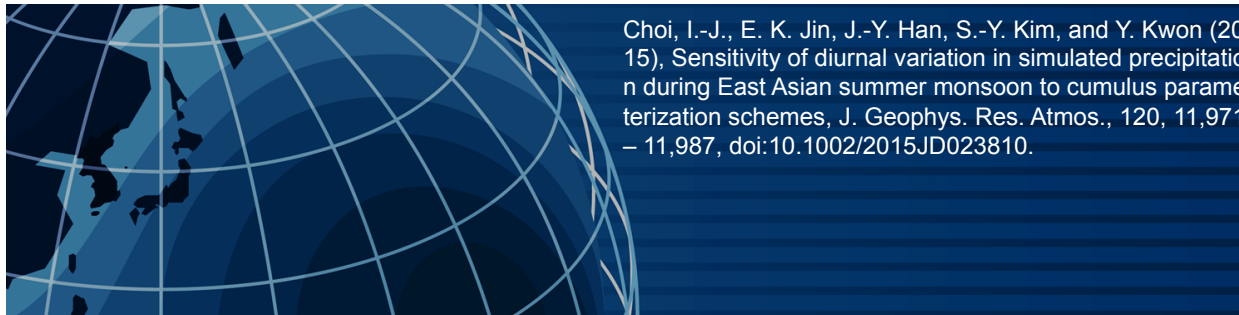 Choi, I.-J., E. K. Jin, J.-Y. Han, S.-Y. Kim, and Y. Kwon (20
15), Sensitivity of diurnal variation in simulated precipitatio
n during East Asian summer monsoon to cumulus parame
terization schemes, J. Geophys. Res. Atmos., 120, 11,971
– 11,987, doi:10.1002/2015JD023810.